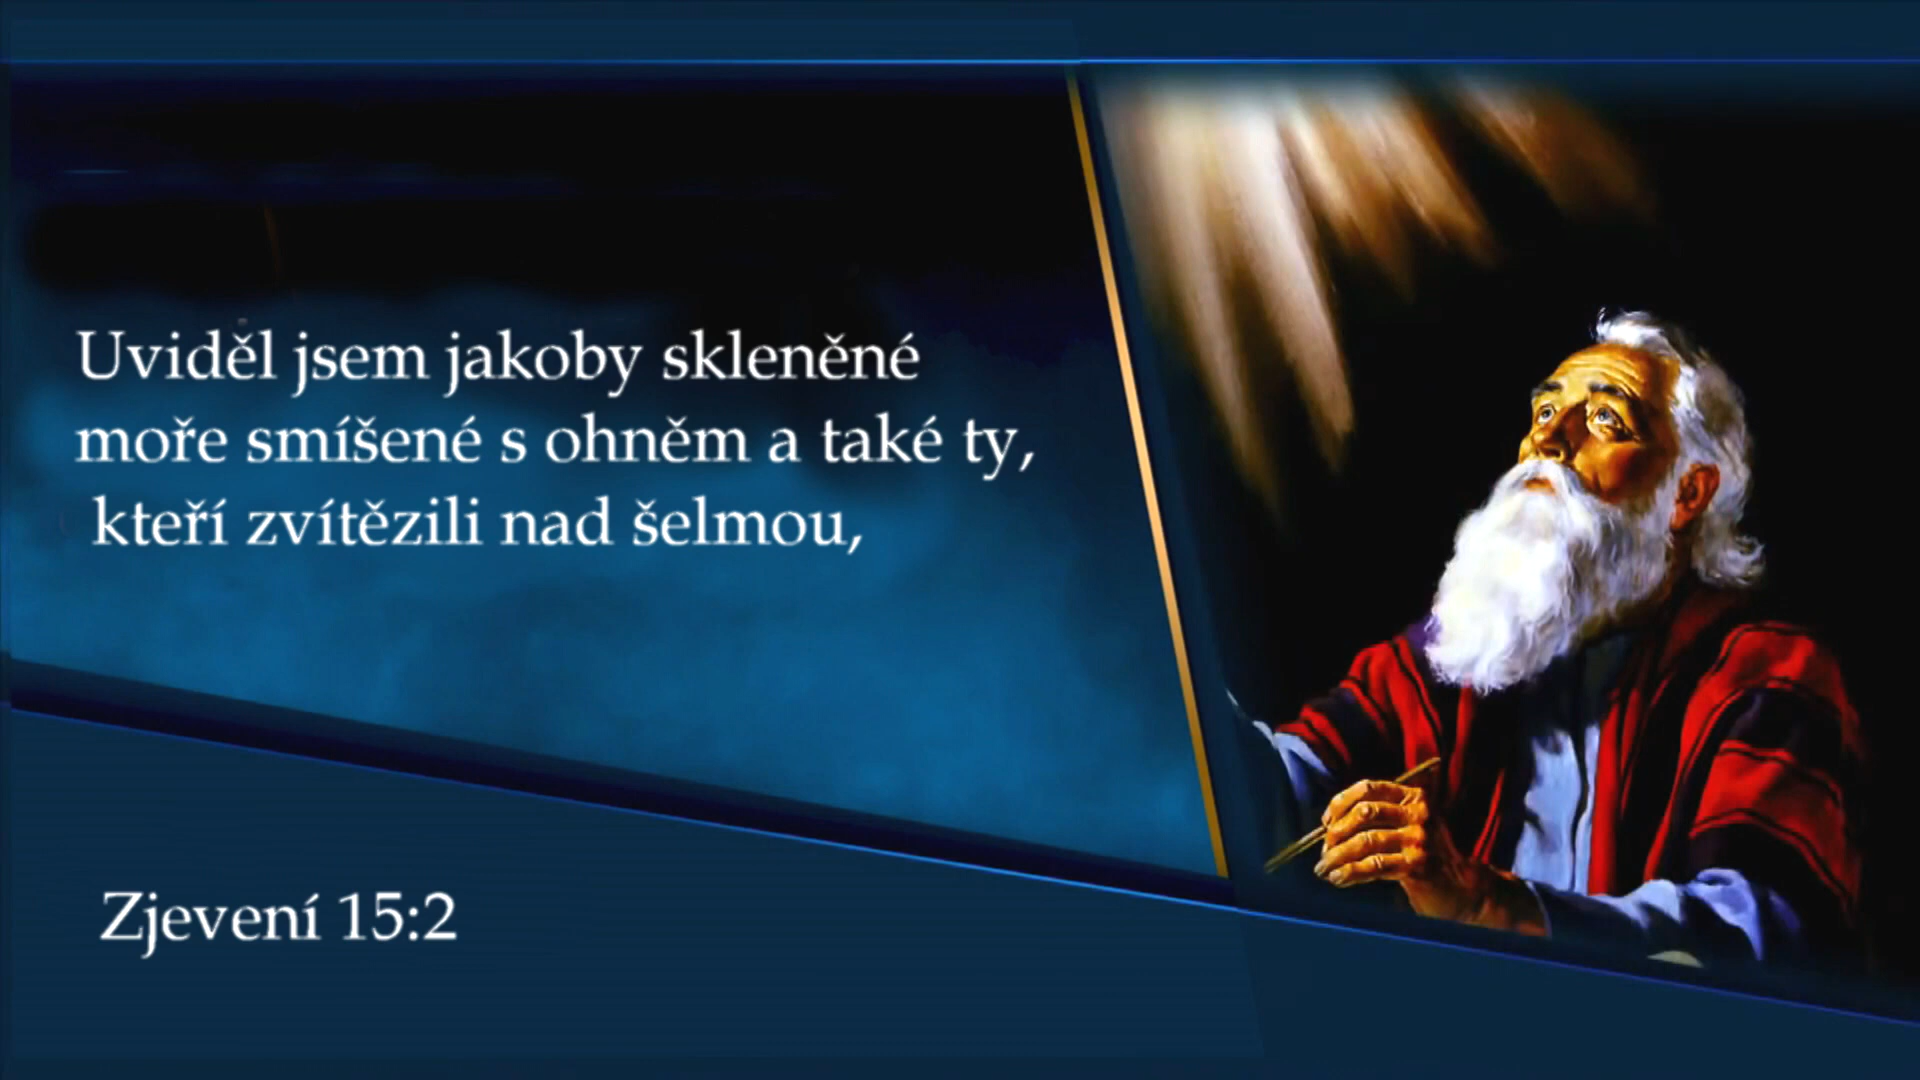 Uviděl jsem jakoby skleněné
moře smíšené s ohněm a také ty,
kteří zvítězili nad šelmou,
Zjevení 15:2